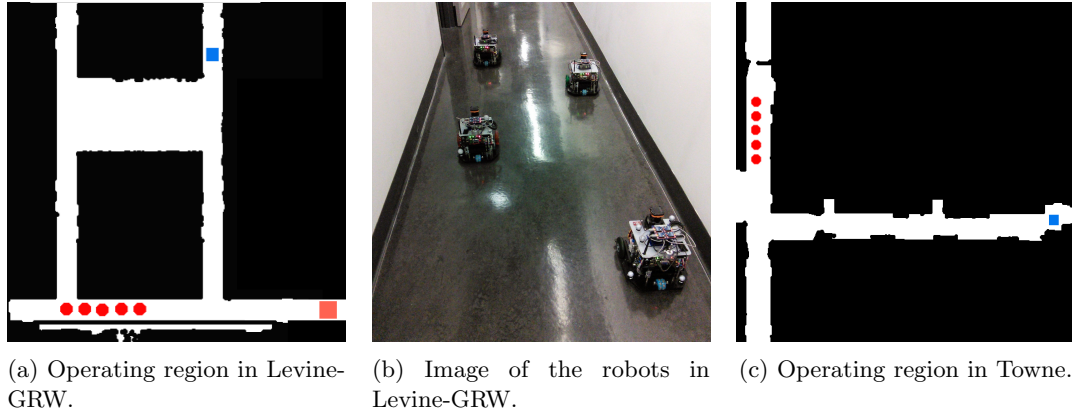 (a) Operating region in Levine-
GRW.
(b) Image of the robots in
Levine-GRW.
(c) Operating region in Towne.